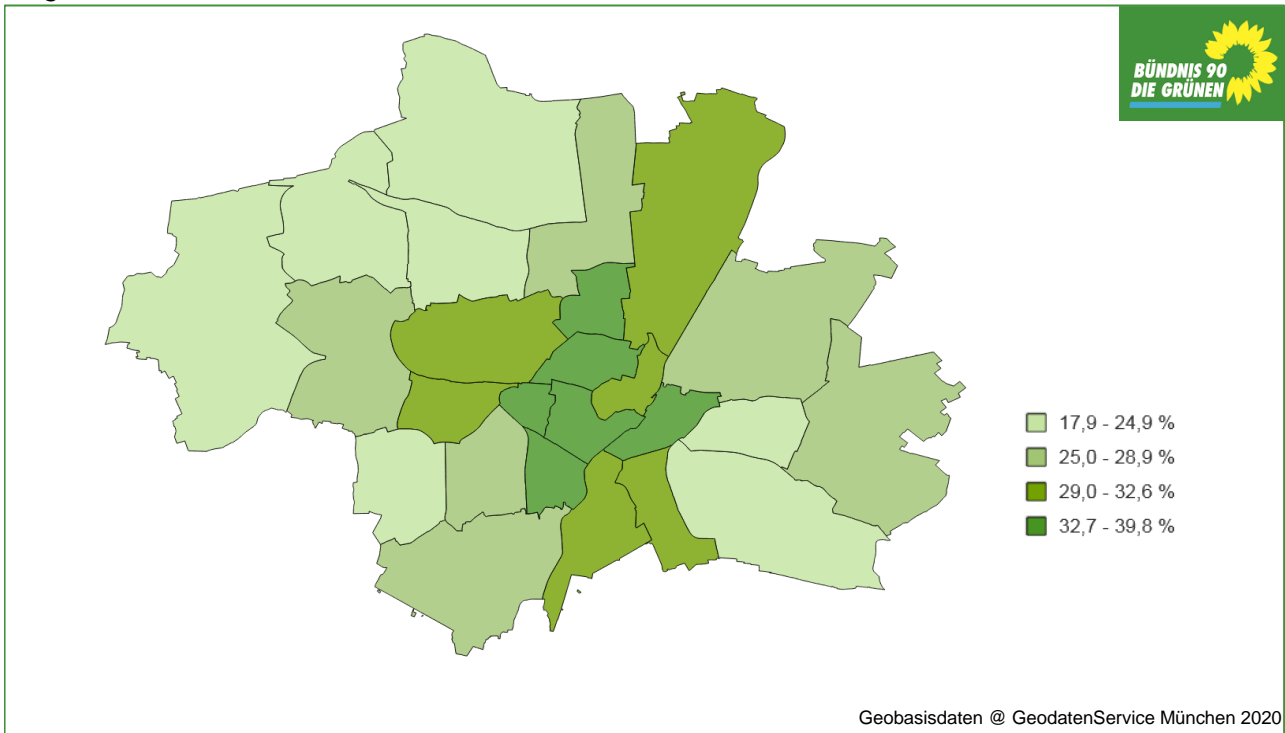 BÜNDNIS 90
DIE GRÜNEN
17,9 - 24,9 %
25,0 - 28,9 %
29,0 - 32,6 %
32,7 - 39,8 %
Geobasisdaten @ GeodatenService München 2020